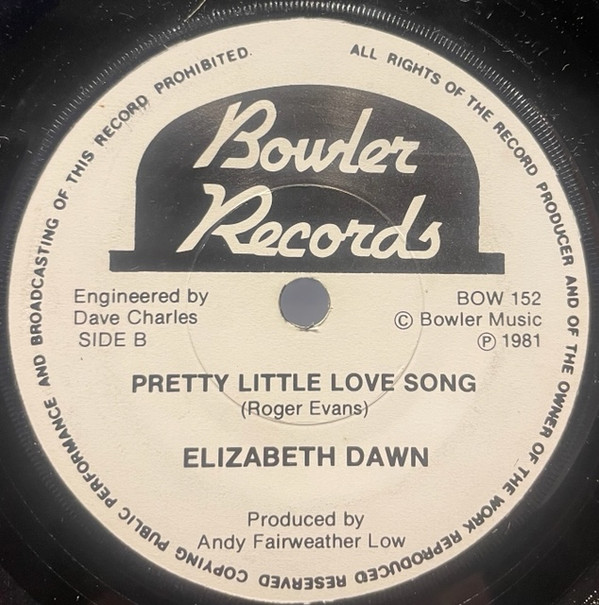 ALL RIGHTS OF THE RECORD PRODUCER AND OF THE OWNER OF THE WORK REPRODUCED RESERVED COPYING PUBLIC PERFORMANCE AND BROADCASTING OF THIS RECORD PROHIBITED.
Bowler
Records
Engineered by
Dave Charles
SIDE B
BOW 152
© Bowler Music
℗ 1981
PRETTY LITTLE LOVE SONG
(Roger Evans)
ELIZABETH DAWN
Produced by
Andy Fairweather Low